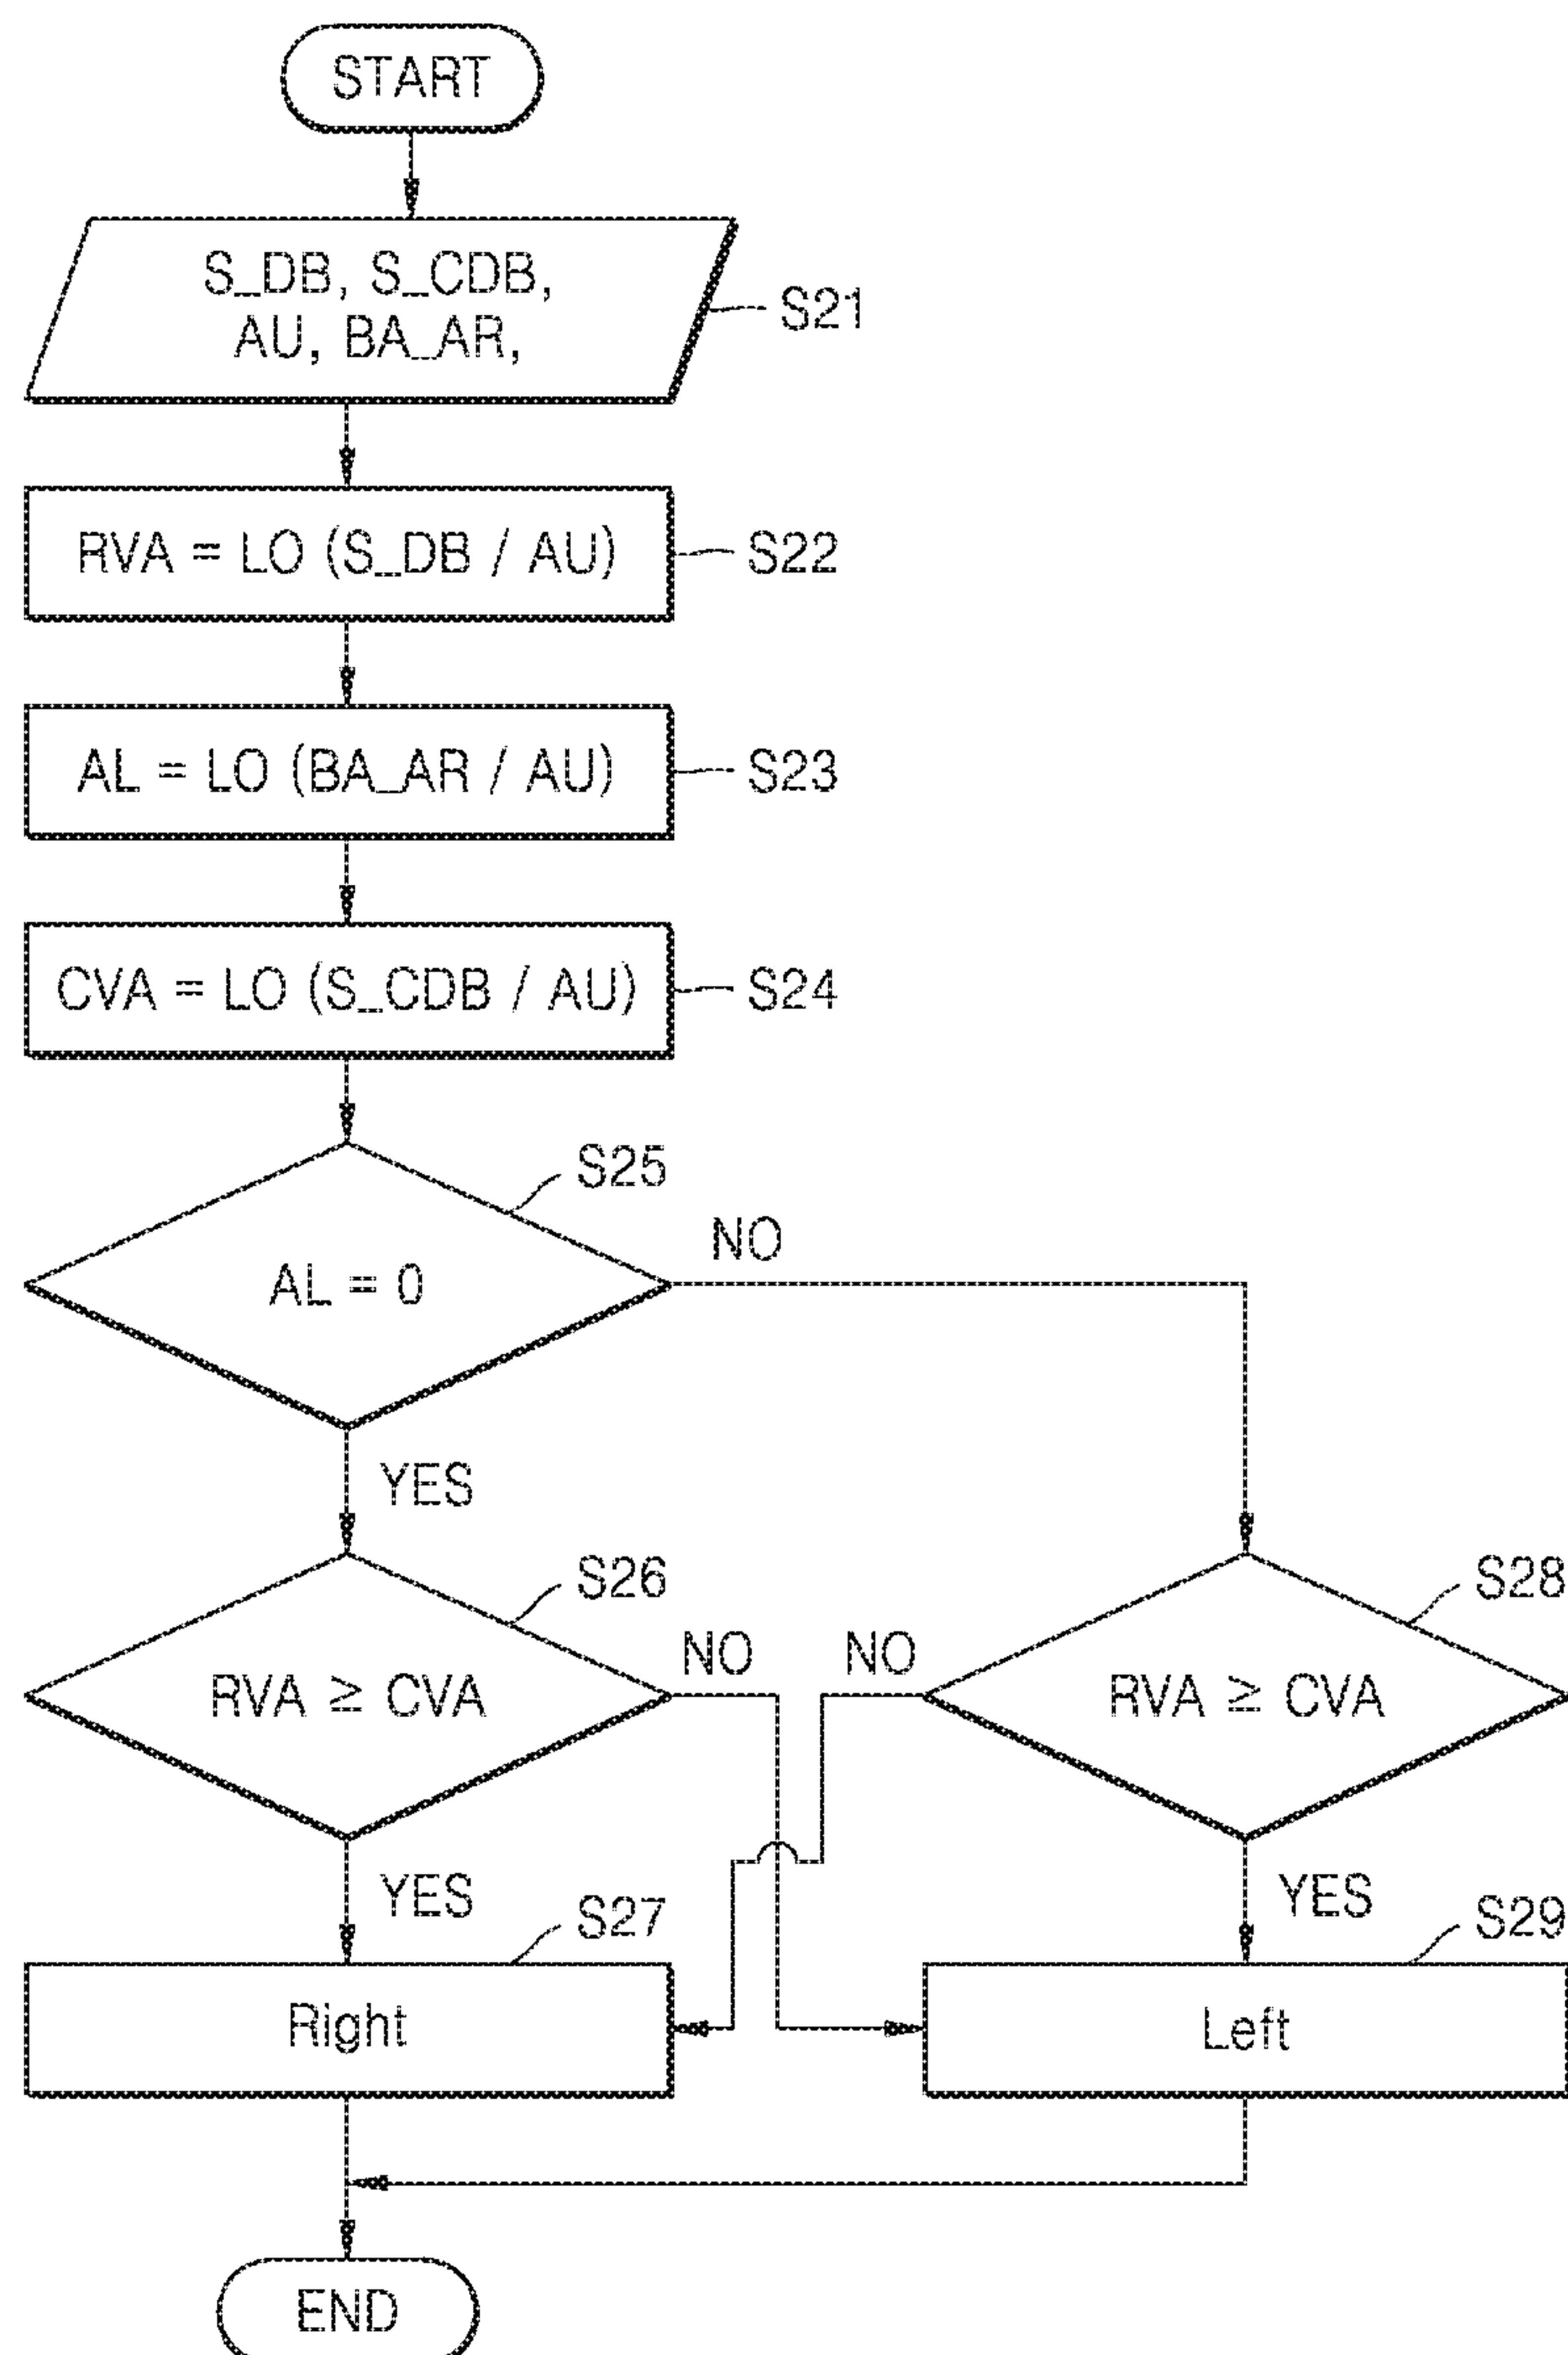 START
S_DB, S_CDB,
AU, BA_AR,
S21
RVA = LO (S_DB / AU)
S22
AL = LO (BA_AR / AU)
S23
CVA = LO (S_CDB / AU)
S24
S25
AL = 0
NO
YES
S26
RVA ≥ CVA
NO
NO
S28
RVA ≥ CVA
YES
S27
YES
S29
Right
Left
END